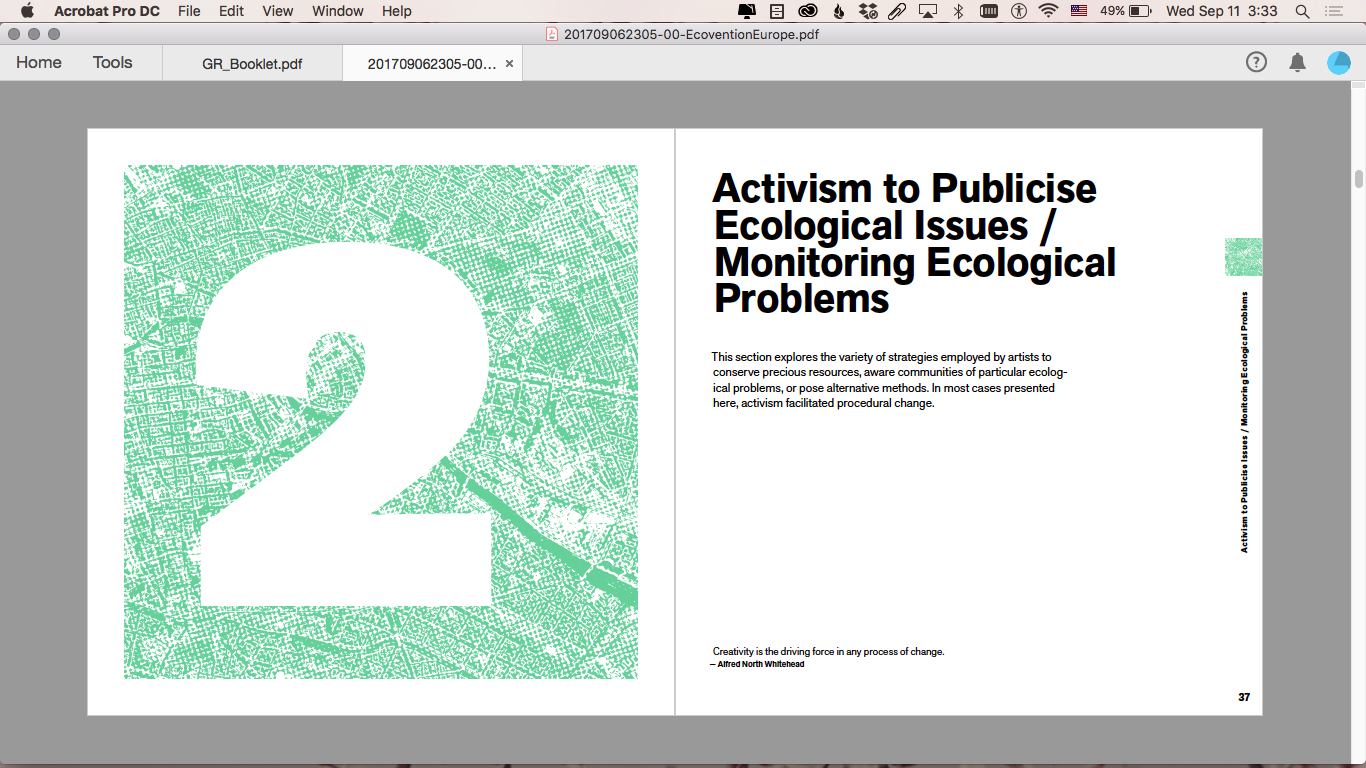 Acrobat Pro DC File Edit View Window Help 49% Wed Sep 11 3:33
201709062305-00-EcoventionEurope.pdf
Home Tools GR_Booklet.pdf 201709062305-00... ×
2
Activism to Publicise
Ecological Issues /
Monitoring Ecological
Problems
This section explores the variety of strategies employed by artists to
conserve precious resources, aware communities of particular ecolog-
ical problems, or pose alternative methods. In most cases presented
here, activism facilitated procedural change.
Activism to Publicise Issues / Monitoring Ecological Problems
Creativity is the driving force in any process of change.
— Alfred North Whitehead
37